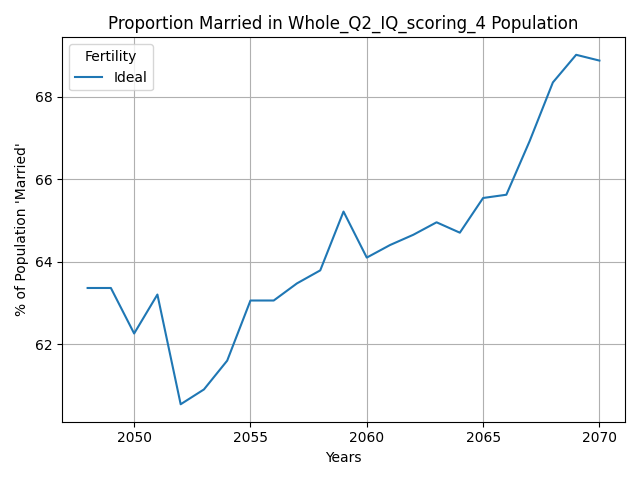 Proportion Married in Whole_Q2_IQ_scoring_4 Population
Fertility
Ideal
% of Population 'Married'
68
66
64
62
2050
2055
2060
2065
2070
Years